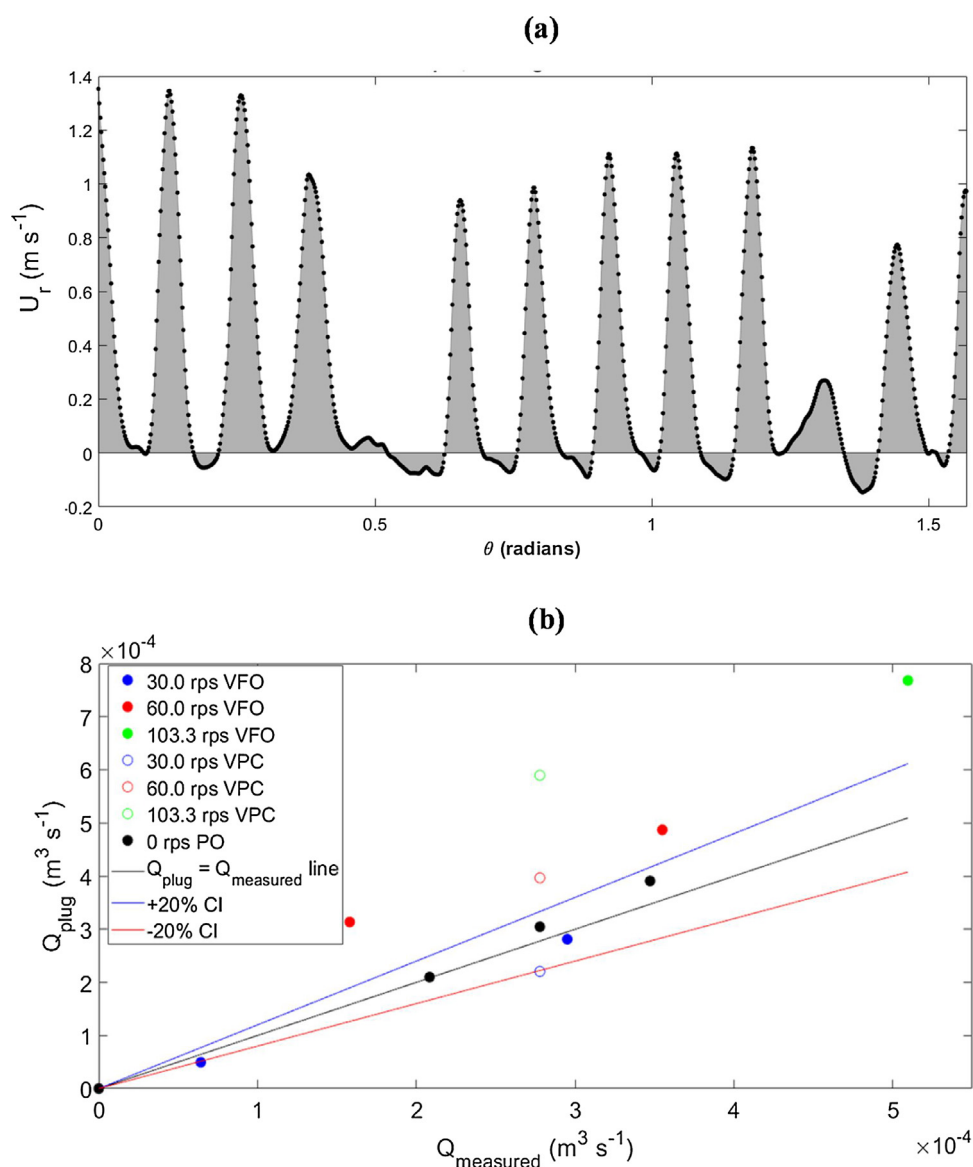 (a)
1.4
1.2
1
0.8
0.6
0.4
0.2
0
-0.2
U_r (m s^-1)
0 0.5 1 1.5
θ (radians)
(b)
×10^-4
8
7
6
5
4
3
2
1
0
Q_plug (m^3 s^-1)
30.0 rps VFO
60.0 rps VFO
103.3 rps VFO
30.0 rps VPC
60.0 rps VPC
103.3 rps VPC
0 rps PO
Q_plug = Q_measured line
+20% CI
-20% CI
0 1 2 3 4 5
Q_measured (m^3 s^-1)
×10^-4